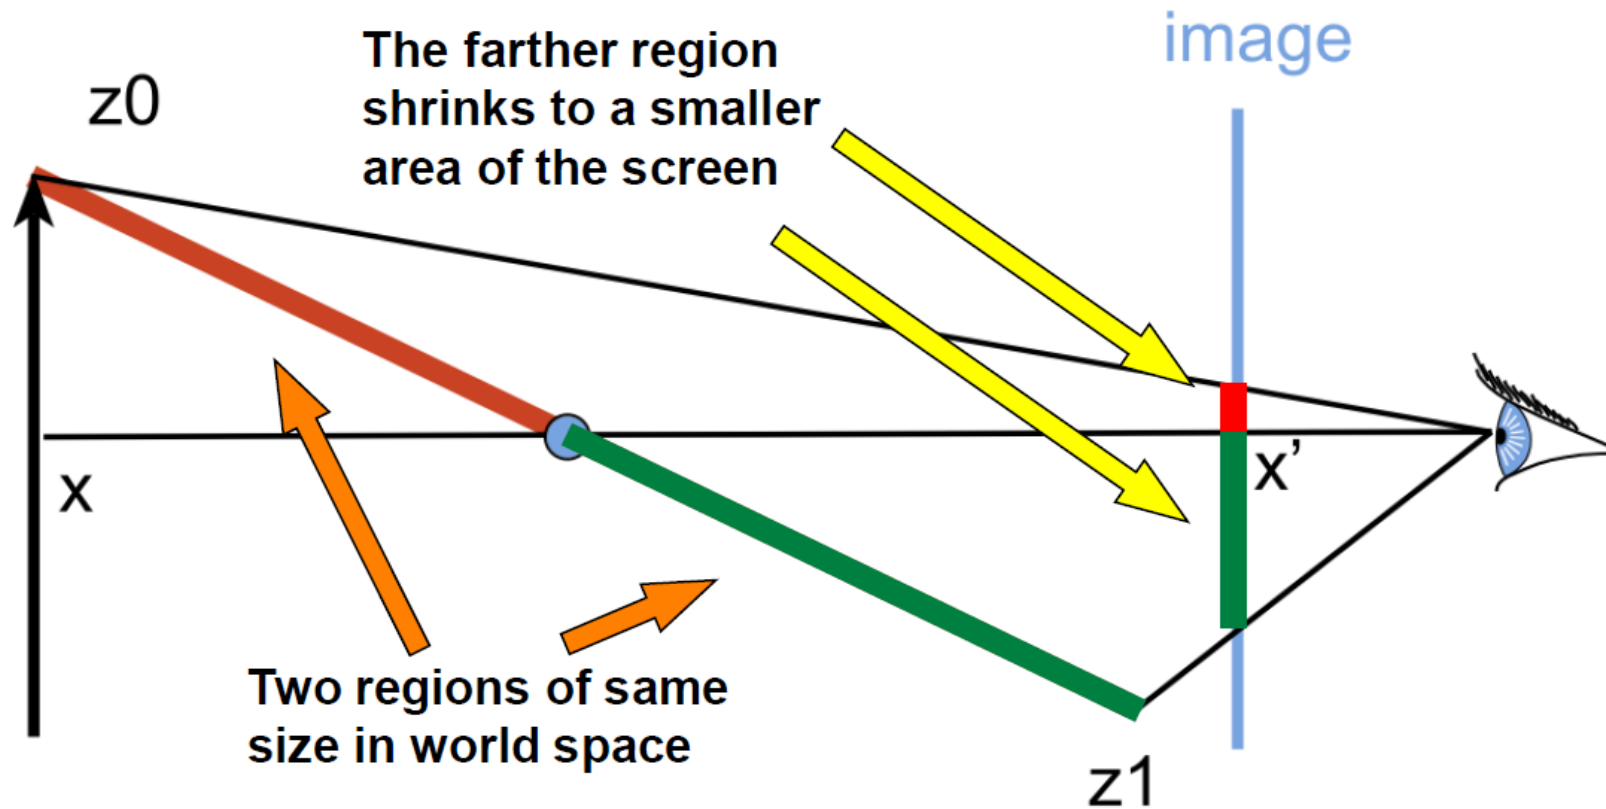 image
The farther region
shrinks to a smaller
area of the screen
z0
x
x’
Two regions of same
size in world space
z1